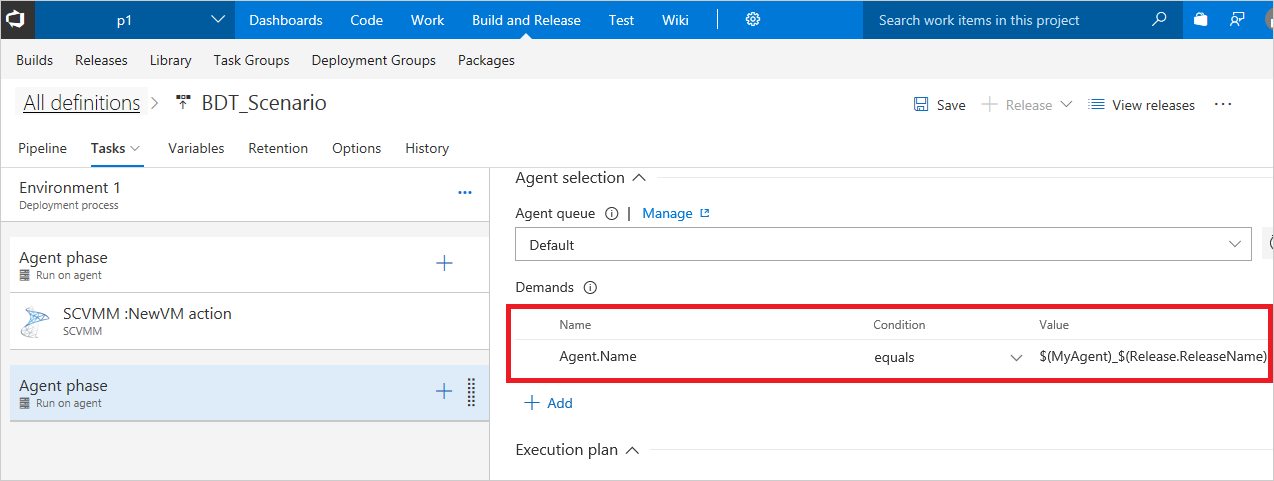 p1 Dashboards Code Work Build and Release Test Wiki Search work items in this project
Builds Releases Library Task Groups Deployment Groups Packages
All definitions BDT_Scenario Save Release View releases ...
Pipeline Tasks Variables Retention Options History
Environment 1 ...
Deployment process
Agent phase
Run on agent
SCVMM :NewVM action
SCVMM
Agent phase
Run on agent
Agent selection
Agent queue | Manage
Default
Demands
Name Condition Value
Agent.Name equals $(MyAgent)_$(Release.ReleaseName)
+ Add
Execution plan